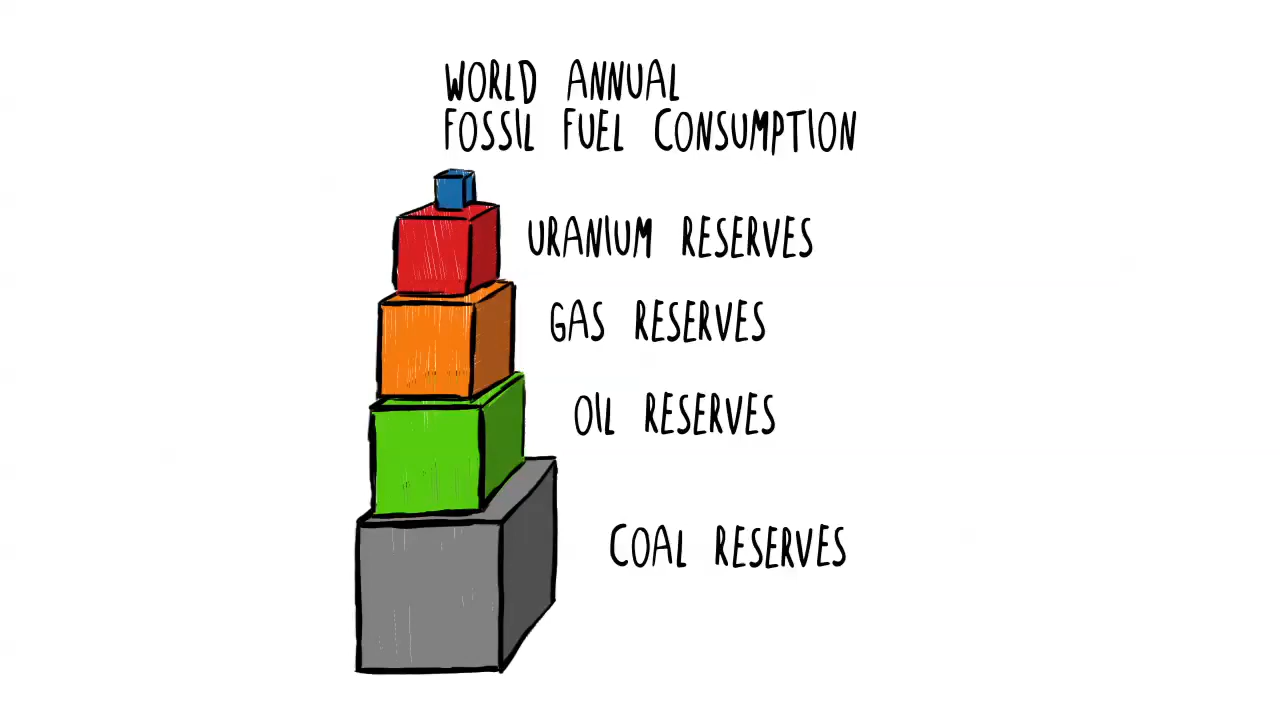 WORLD ANNUAL
FOSSIL FUEL CONSUMPTION
URANIUM RESERVES
GAS RESERVES
OIL RESERVES
COAL RESERVES